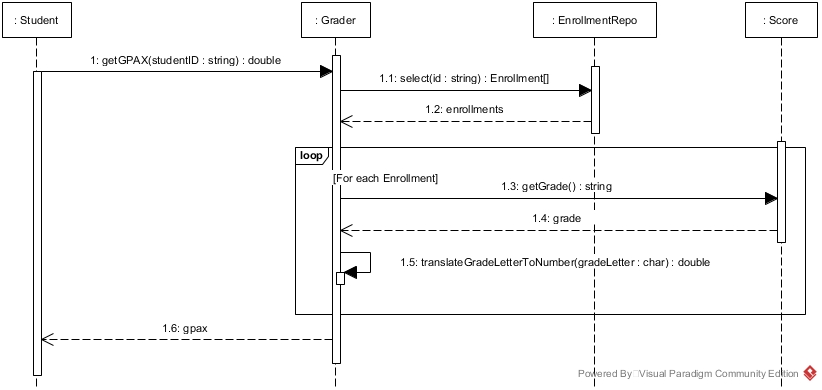 : Student
: Grader
: EnrollmentRepo
: Score
1: getGPAX(studentID : string) : double
1.1: select(id : string) : Enrollment[]
1.2: enrollments
loop
[For each Enrollment]
1.3: getGrade() : string
1.4: grade
1.5: translateGradeLetterToNumber(gradeLetter : char) : double
1.6: gpax
Powered By Visual Paradigm Community Edition